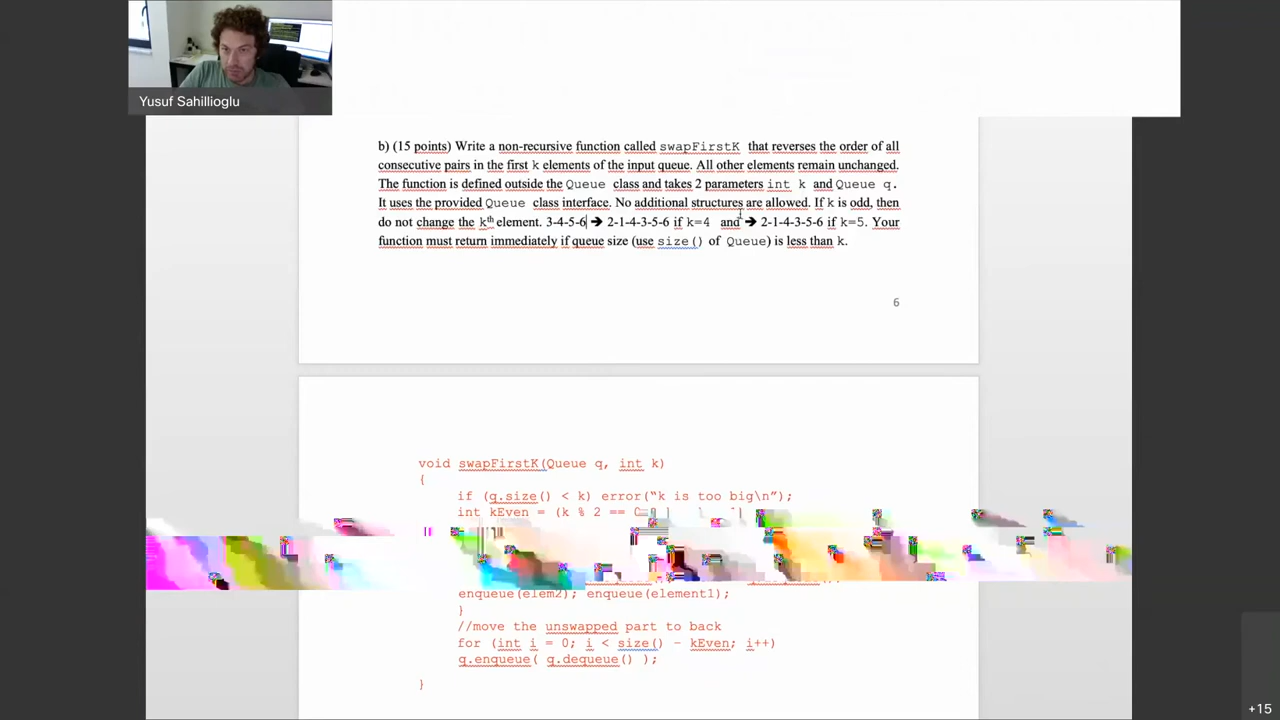 Yusuf Sahillioglu
b) (15 points) Write a non-recursive function called swapFirstK that reverses the order of all
consecutive pairs in the first k elements of the input queue. All other elements remain unchanged.
The function is defined outside the Queue class and takes 2 parameters int k and Queue q.
It uses the provided Queue class interface. No additional structures are allowed. If k is odd, then
do not change the kth element. 3-4-5-6 ➔ 2-1-4-3-5-6 if k=4 and ➔ 2-1-4-3-5-6 if k=5. Your
function must return immediately if queue size (use size() of Queue) is less than k.
6
void swapFirstK(Queue q, int k)
{
if (q.size() < k) error(“k is too big\n”);
int kEven = (k % 2 ==
enqueue(elem2); enqueue(element1);
}
//move the unswapped part to back
for (int i = 0; i < size() – kEven; i++)
q.enqueue( q.dequeue() );
}
+15